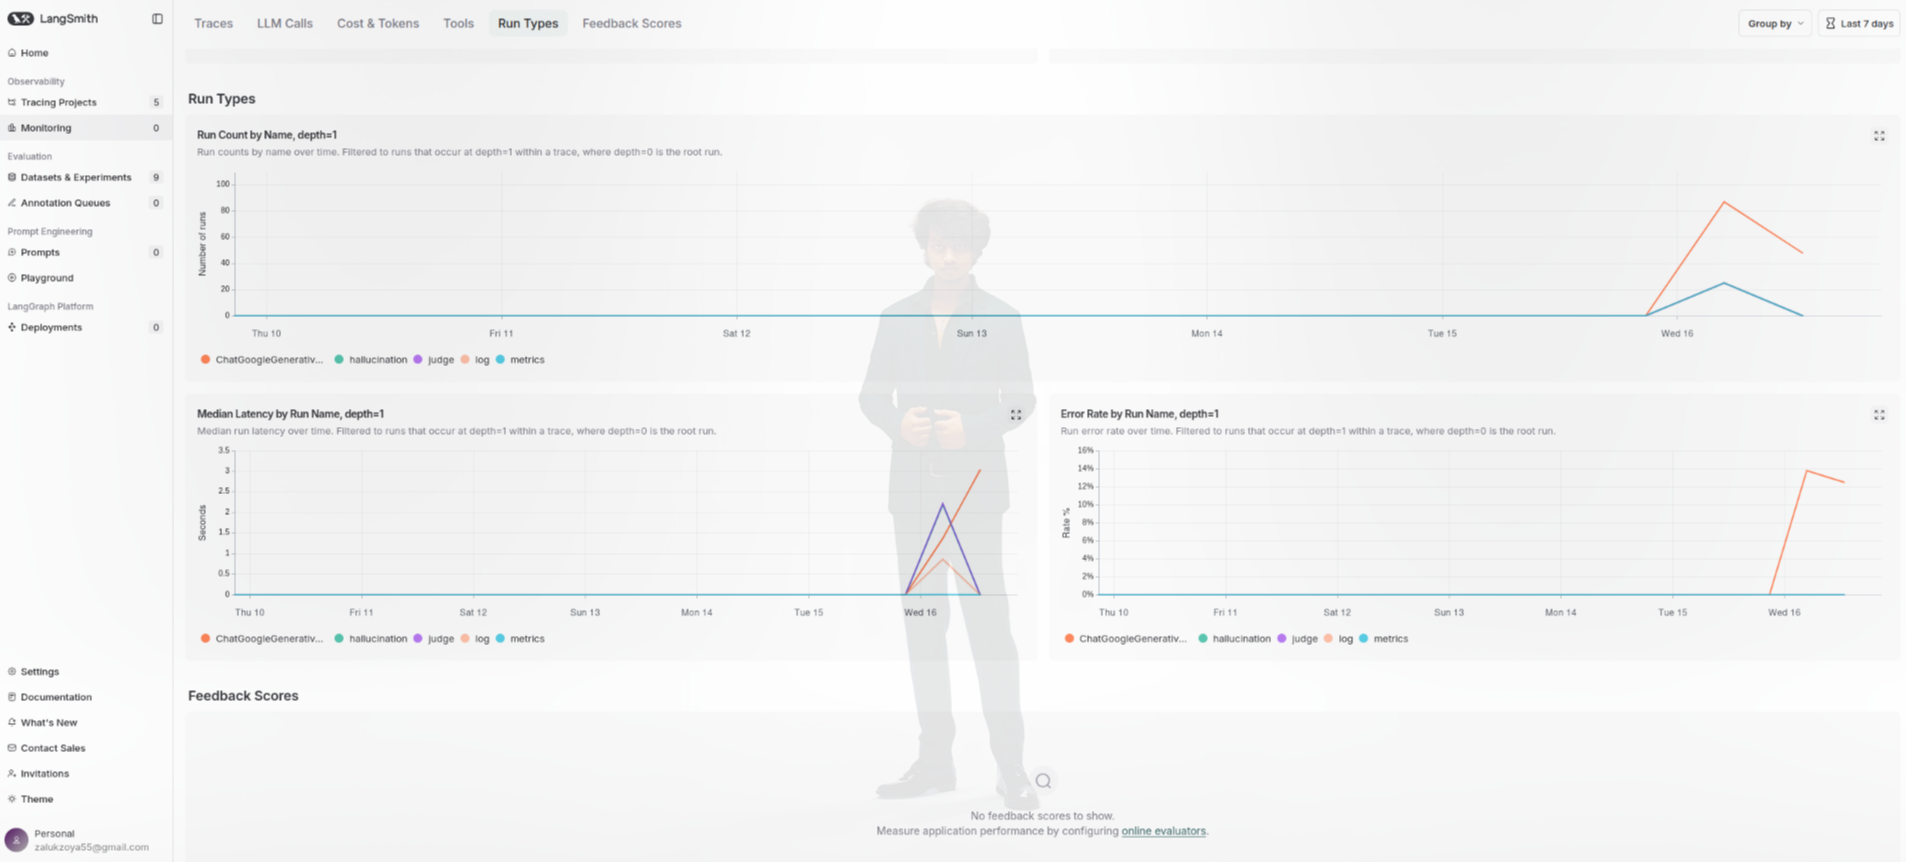 LangSmith
Home
Observability
Tracing Projects 5
Monitoring 0
Evaluation
Datasets & Experiments 9
Annotation Queues 0
Prompt Engineering
Prompts 0
Playground
LangGraph Platform
Deployments 0
Settings
Documentation
What's New
Contact Sales
Invitations
Theme
Personal
zalukzoya55@gmail.com
Traces LLM Calls Cost & Tokens Tools Run Types Feedback Scores
Group by Last 7 days
Run Types
Run Count by Name, depth=1
Run counts by name over time. Filtered to runs that occur at depth=1 within a trace, where depth=0 is the root run.
Number of runs
100
80
60
40
20
0
Thu 10 Fri 11 Sat 12 Sun 13 Mon 14 Tue 15 Wed 16
ChatGoogleGenerativ... hallucination judge log metrics
Median Latency by Run Name, depth=1
Median run latency over time. Filtered to runs that occur at depth=1 within a trace, where depth=0 is the root run.
Seconds
3.5
3
2.5
2
1.5
1
0.5
0
Thu 10 Fri 11 Sat 12 Sun 13 Mon 14 Tue 15 Wed 16
ChatGoogleGenerativ... hallucination judge log metrics
Error Rate by Run Name, depth=1
Run error rate over time. Filtered to runs that occur at depth=1 within a trace, where depth=0 is the root run.
Rate %
16%
14%
12%
10%
8%
6%
4%
2%
0%
Thu 10 Fri 11 Sat 12 Sun 13 Mon 14 Tue 15 Wed 16
ChatGoogleGenerativ... hallucination judge log metrics
Feedback Scores
No feedback scores to show.
Measure application performance by configuring online evaluators.